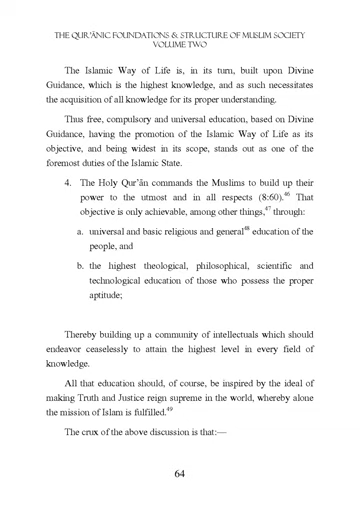 THE QUR'ĀNIC FOUNDATIONS & STRUCTURE OF MUSLIM SOCIETY
VOLUME TWO
The Islamic Way of Life is, in its turn, built upon Divine
Guidance, which is the highest knowledge, and as such necessitates
the acquisition of all knowledge for its proper understanding.
Thus free, compulsory and universal education, based on Divine
Guidance, having the promotion of the Islamic Way of Life as its
objective, and being widest in its scope, stands out as one of the
foremost duties of the Islamic State.
4. The Holy Qur'ān commands the Muslims to build up their
power to the utmost and in all respects (8:60).46 That
objective is only achievable, among other things,47 through:
a. universal and basic religious and general48 education of the
people, and
b. the highest theological, philosophical, scientific and
technological education of those who possess the proper
aptitude;
Thereby building up a community of intellectuals which should
endeavor ceaselessly to attain the highest level in every field of
knowledge.
All that education should, of course, be inspired by the ideal of
making Truth and Justice reign supreme in the world, whereby alone
the mission of Islam is fulfilled.49
The crux of the above discussion is that:—
64